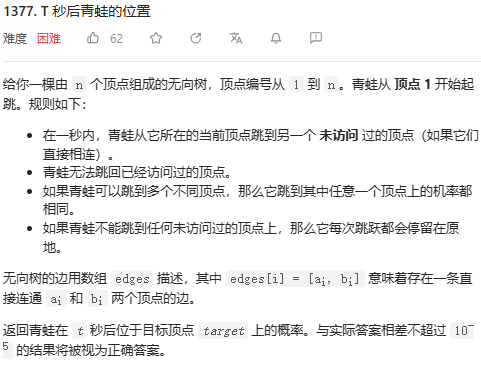 1377. T 秒后青蛙的位置
难度 困难 62
给你一棵由 n 个顶点组成的无向树，顶点编号从 1 到 n。青蛙从 顶点 1 开始起
跳。规则如下：
• 在一秒内，青蛙从它所在的当前顶点跳到另一个 未访问 过的顶点（如果它们
直接相连）。
• 青蛙无法跳回已经访问过的顶点。
• 如果青蛙可以跳到多个不同顶点，那么它跳到其中任意一个顶点上的机率都
相同。
• 如果青蛙不能跳到任何未访问过的顶点上，那么它每次跳跃都会停留在原
地。
无向树的边用数组 edges 描述，其中 edges[i] = [aᵢ, bᵢ] 意味着存在一条直
接连通 aᵢ 和 bᵢ 两个顶点的边。
返回青蛙在 t 秒后位于目标顶点 target 上的概率。与实际答案相差不超过 10⁻
⁵ 的结果将被视为正确答案。